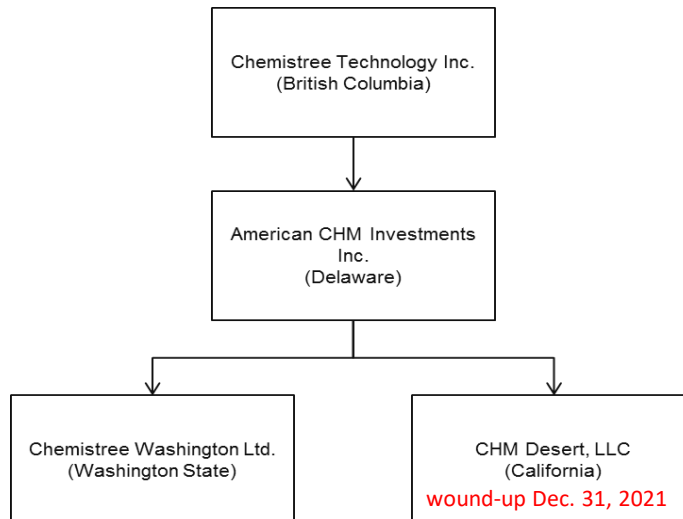 Chemistree Technology Inc.
(British Columbia)
American CHM Investments
Inc.
(Delaware)
Chemistree Washington Ltd.
(Washington State)
CHM Desert, LLC
(California)
wound-up Dec. 31, 2021